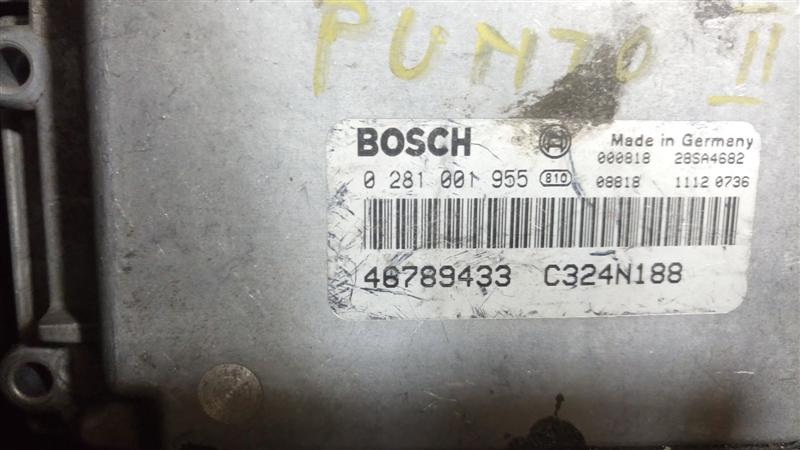 PUNTO II
BOSCH Made in Germany
000818 28SA4682
0 281 001 955 810 08818 1112 0736
46789433 C324N188